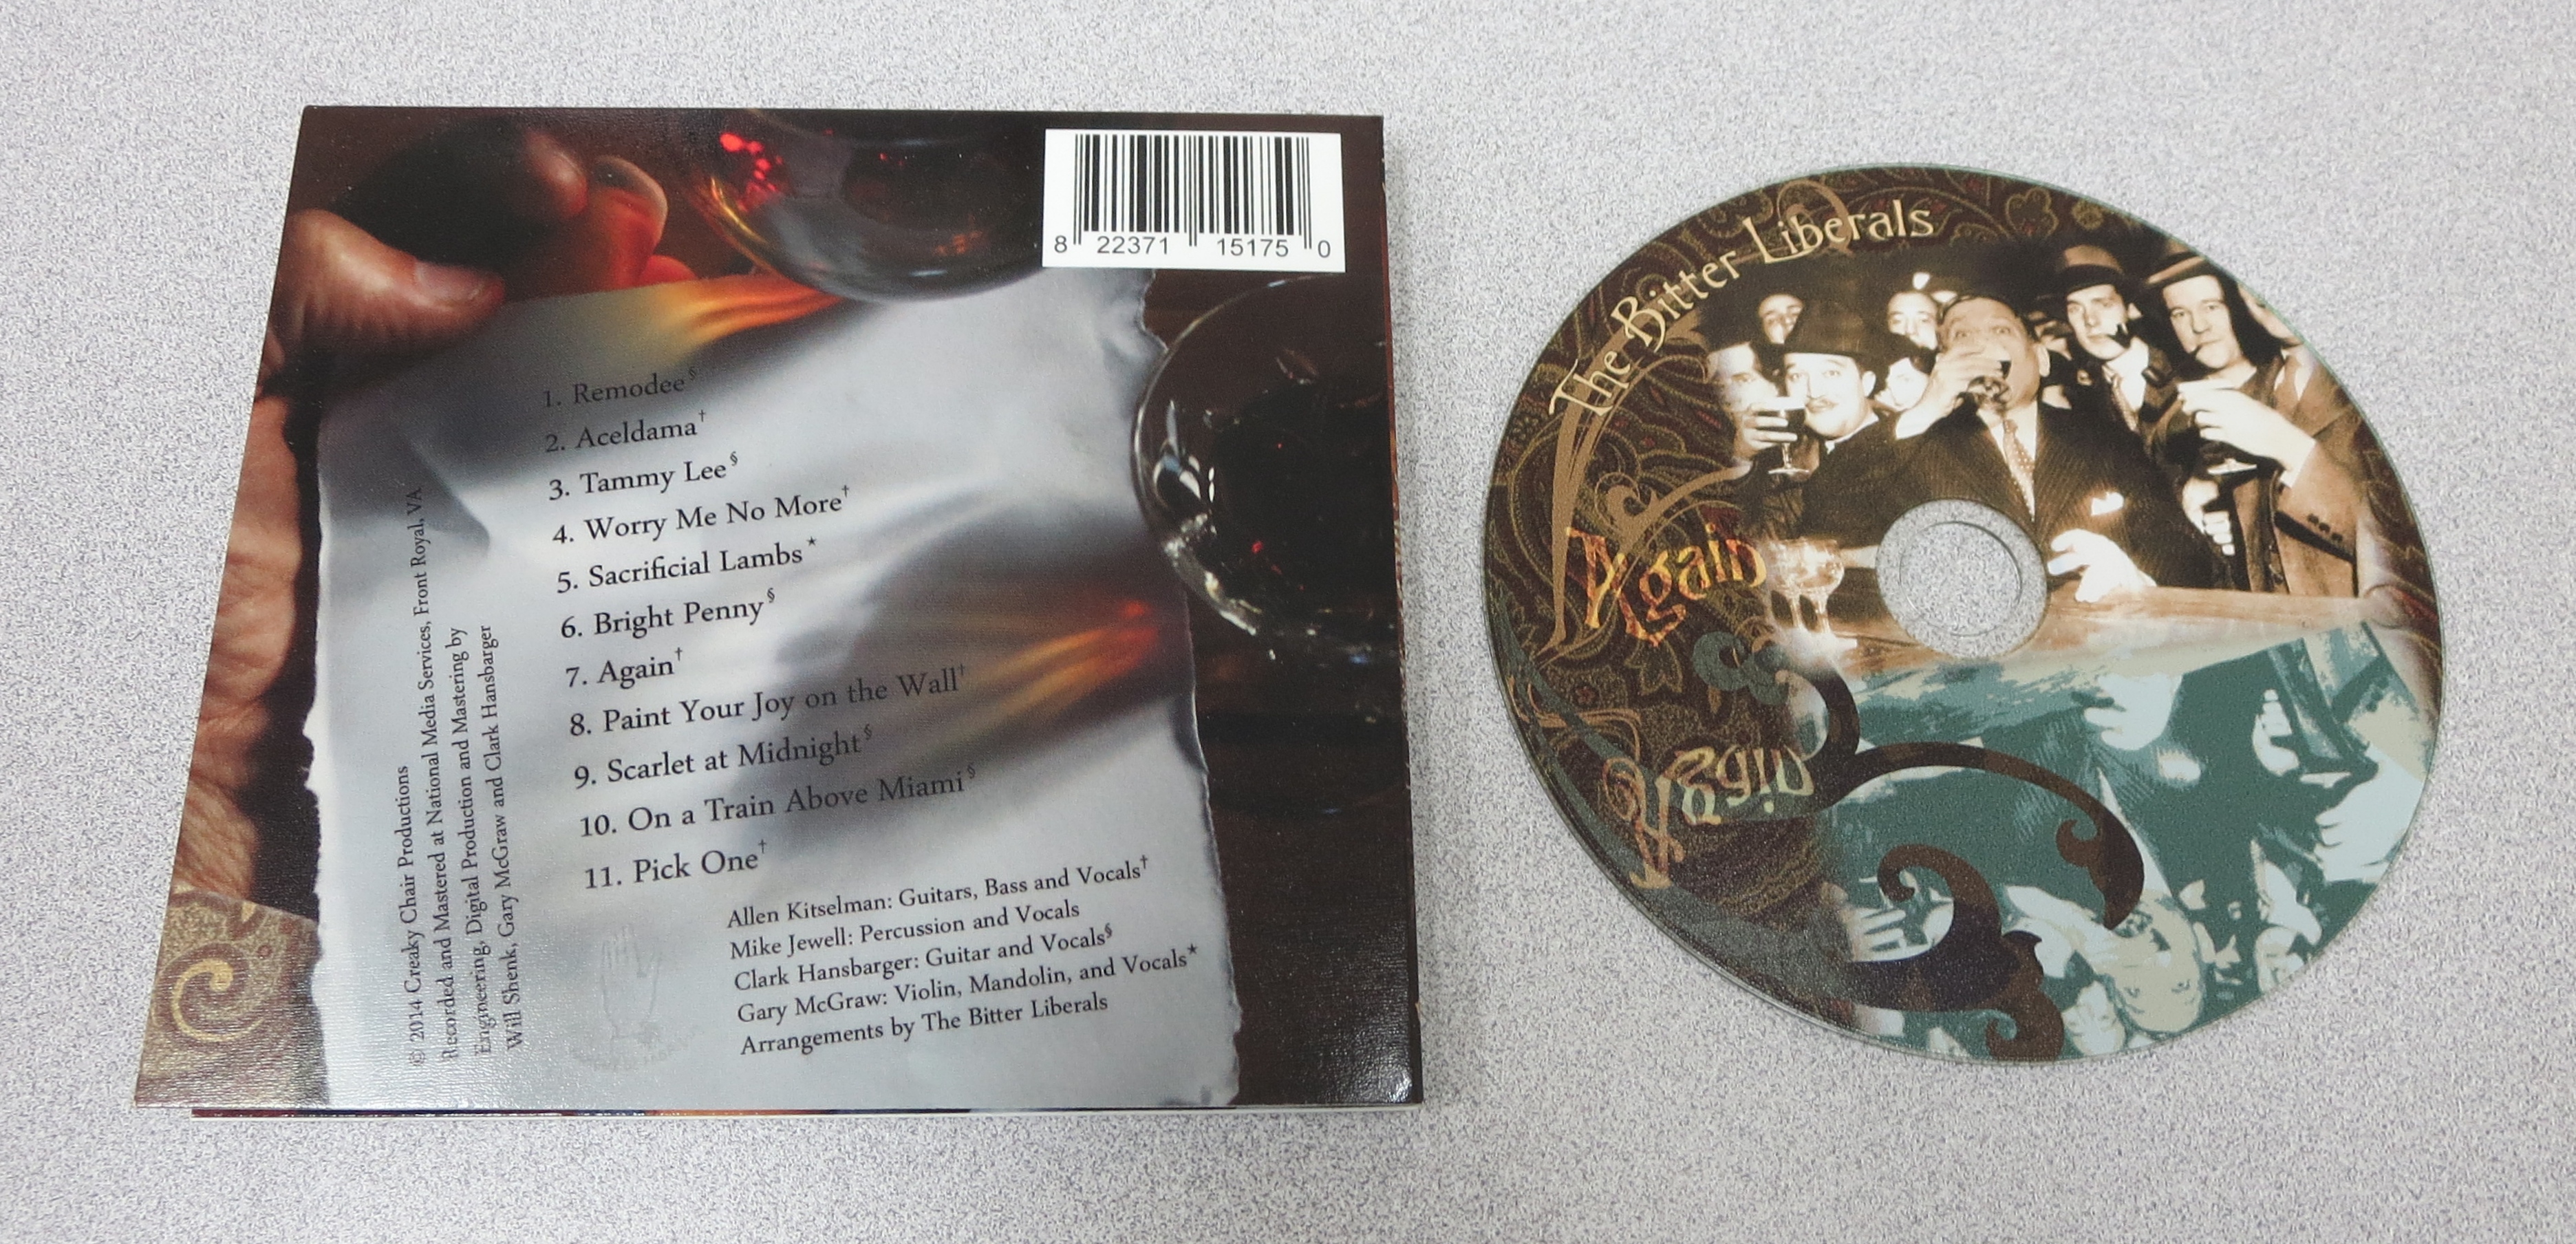 8 22371 15175 0
1. Remodee§
2. Aceldama†
3. Tammy Lee§
4. Worry Me No More†
5. Sacrificial Lambs*
6. Bright Penny§
7. Again†
8. Paint Your Joy on the Wall†
9. Scarlet at Midnight§
10. On a Train Above Miami§
11. Pick One†
Allen Kitselman: Guitars, Bass and Vocals†
Mike Jewell: Percussion and Vocals
Clark Hansbarger: Guitar and Vocals§
Gary McGraw: Violin, Mandolin, and Vocals*
Arrangements by The Bitter Liberals
© 2014 Creaky Chair Productions
Recorded and Mastered at National Media Services, Front Royal, VA
Engineering, Digital Production and Mastering by
Will Shenk, Gary McGraw and Clark Hansbarger
The Bitter Liberals
Again
Again